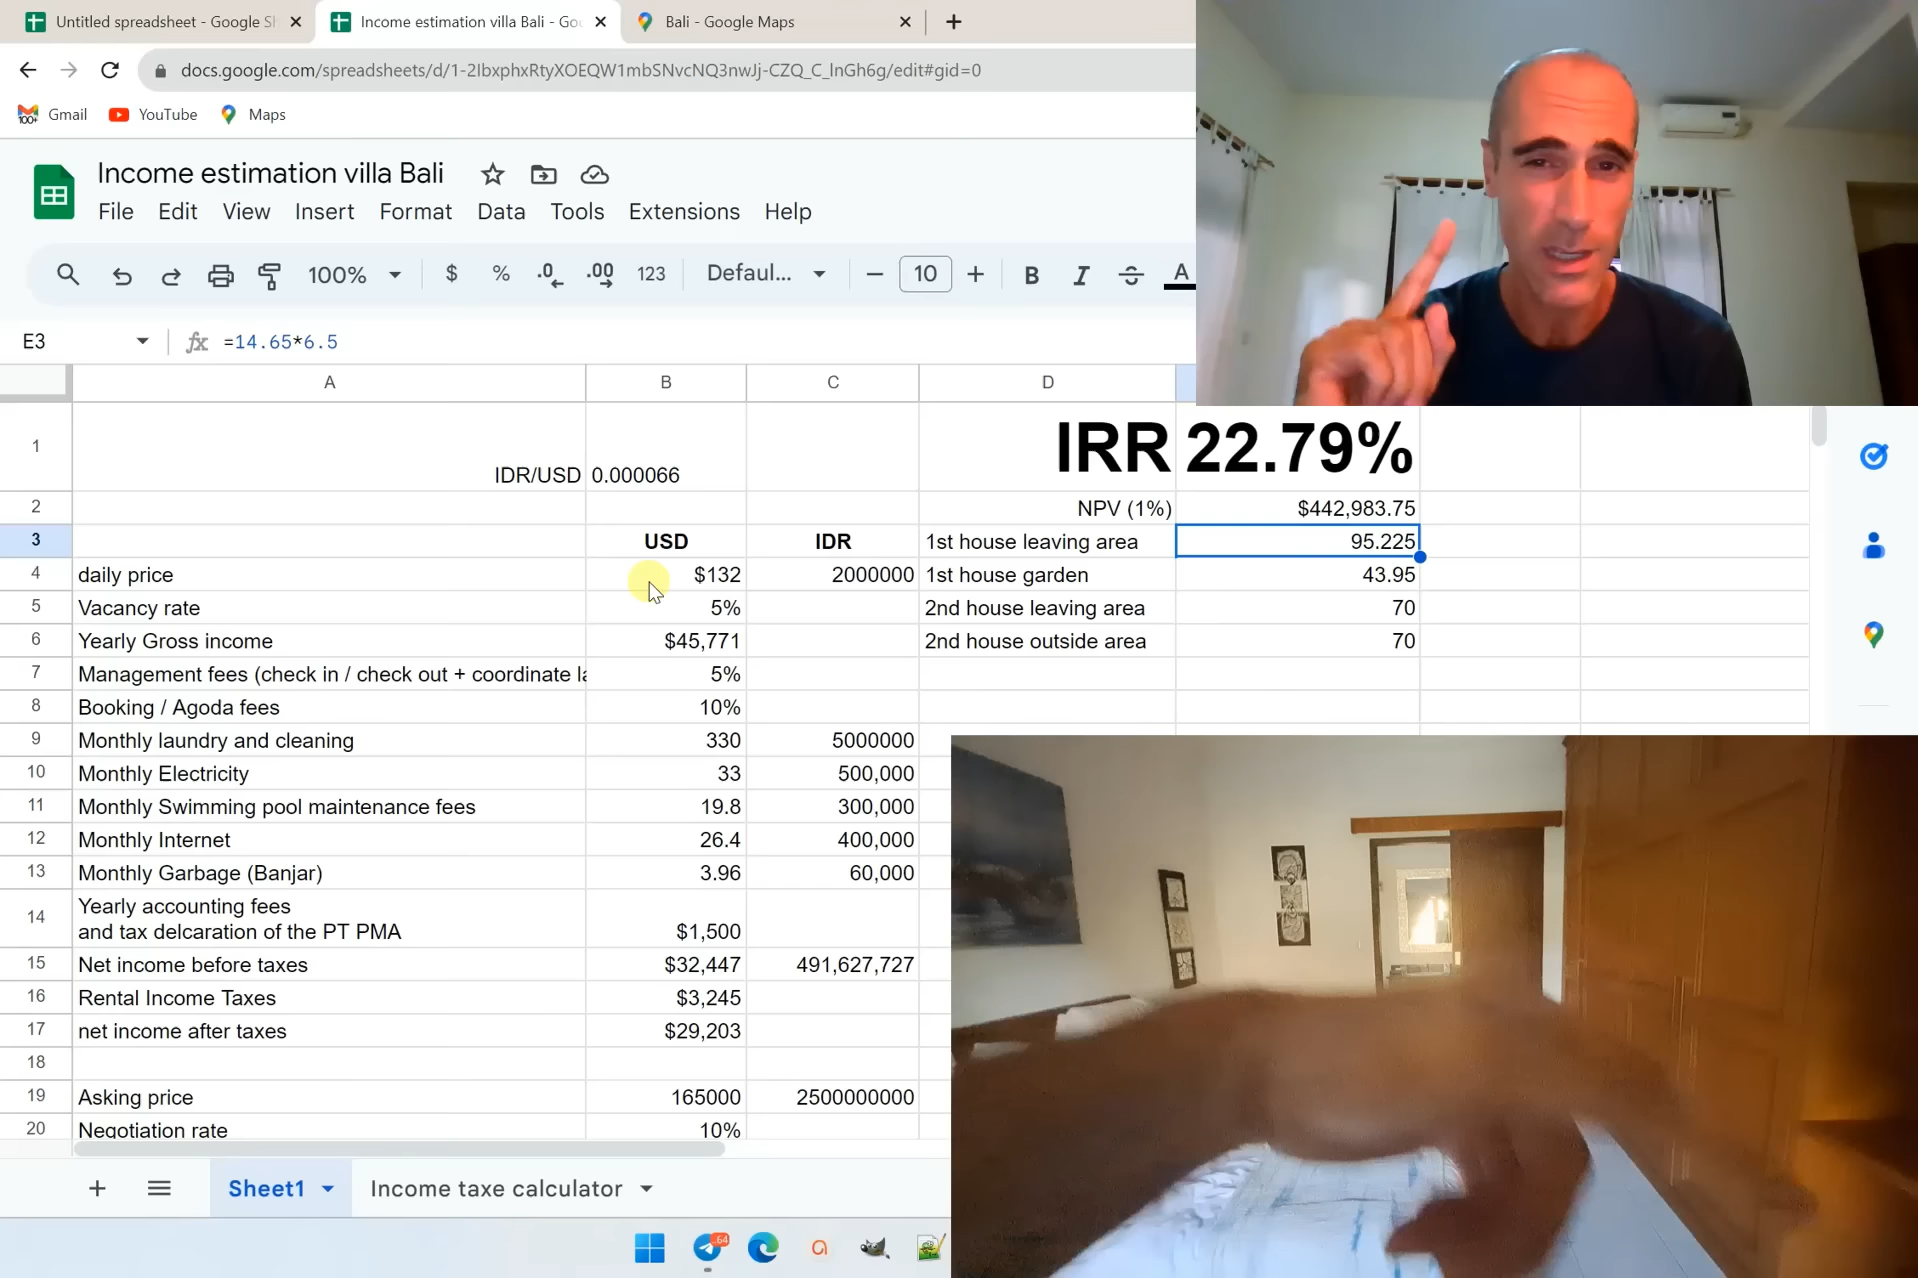 Untitled spreadsheet - Google Sh
Income estimation villa Bali - Goo
Bali - Google Maps
docs.google.com/spreadsheets/d/1-2IbxphxRtyXOEQW1mbSNvcNQ3nwJj-CZQ_C_lnGh6g/edit#gid=0
100+ Gmail YouTube Maps
Income estimation villa Bali
File Edit View Insert Format Data Tools Extensions Help
100% $ % .0 .00 123 Defaul... 10 B I S A
E3 fx =14.65*6.5
A B C D
1 IDR/USD 0.000066 IRR 22.79%
2 NPV (1%) $442,983.75
3 USD IDR 1st house leaving area 95.225
4 daily price $132 2000000 1st house garden 43.95
5 Vacancy rate 5% 2nd house leaving area 70
6 Yearly Gross income $45,771 2nd house outside area 70
7 Management fees (check in / check out + coordinate la 5%
8 Booking / Agoda fees 10%
9 Monthly laundry and cleaning 330 5000000
10 Monthly Electricity 33 500,000
11 Monthly Swimming pool maintenance fees 19.8 300,000
12 Monthly Internet 26.4 400,000
13 Monthly Garbage (Banjar) 3.96 60,000
14 Yearly accounting fees
and tax delcaration of the PT PMA $1,500
15 Net income before taxes $32,447 491,627,727
16 Rental Income Taxes $3,245
17 net income after taxes $29,203
18
19 Asking price 165000 2500000000
20 Negotiation rate 10%
Sheet1 Income taxe calculator
64